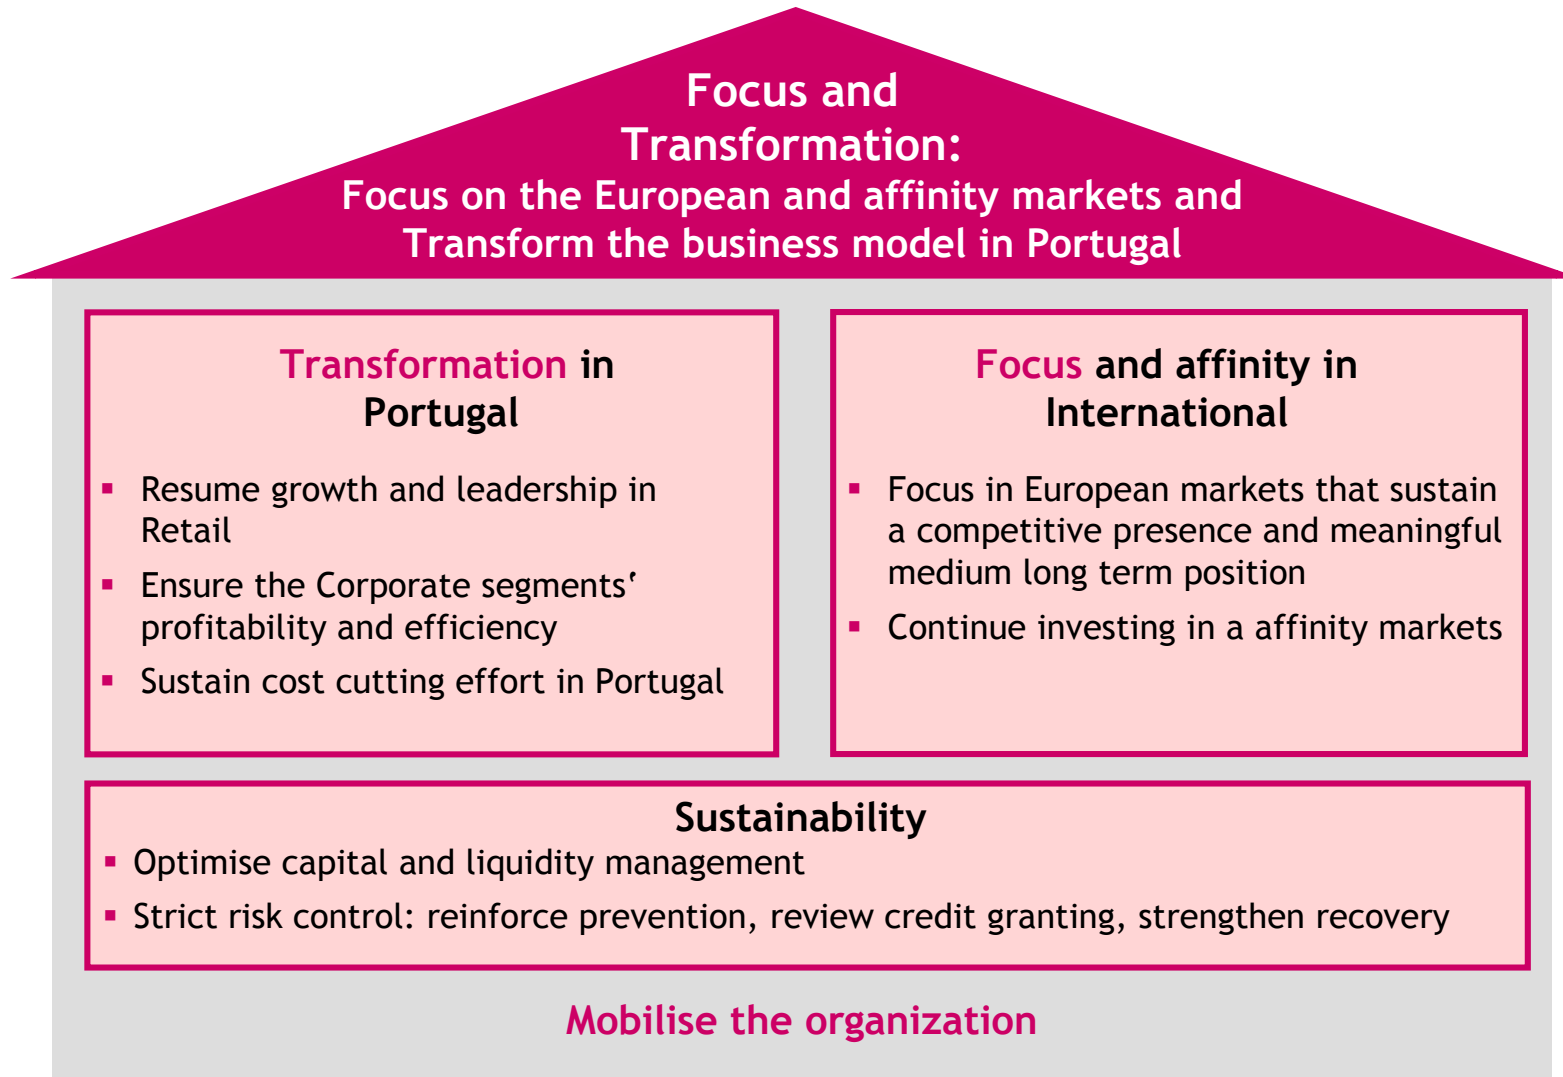 Focus and
Transformation:
Focus on the European and affinity markets and
Transform the business model in Portugal
Transformation in
Portugal
▪ Resume growth and leadership in
Retail
▪ Ensure the Corporate segments‛
profitability and efficiency
▪ Sustain cost cutting effort in Portugal
Focus and affinity in
International
▪ Focus in European markets that sustain
a competitive presence and meaningful
medium long term position
▪ Continue investing in a affinity markets
Sustainability
▪ Optimise capital and liquidity management
▪ Strict risk control: reinforce prevention, review credit granting, strengthen recovery
Mobilise the organization